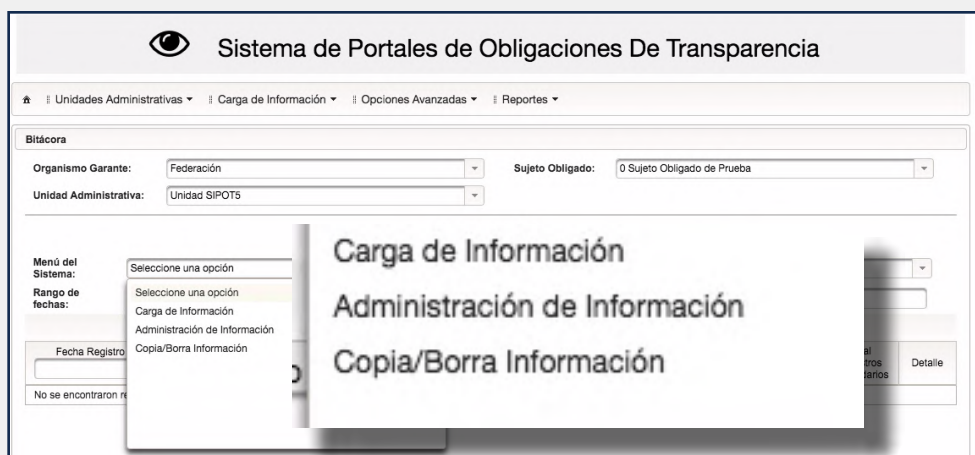 Sistema de Portales de Obligaciones De Transparencia
Unidades Administrativas Carga de Información Opciones Avanzadas Reportes
Bitácora
Organismo Garante: Federación Sujeto Obligado: 0 Sujeto Obligado de Prueba
Unidad Administrativa: Unidad SIPOT5
Menú del
Sistema:
Seleccione una opción
Rango de
fechas:
Seleccione una opción
Carga de Información
Administración de Información
Copia/Borra Información
Carga de Información
Administración de Información
Copia/Borra Información
Fecha Registro
Detalle
No se encontraron